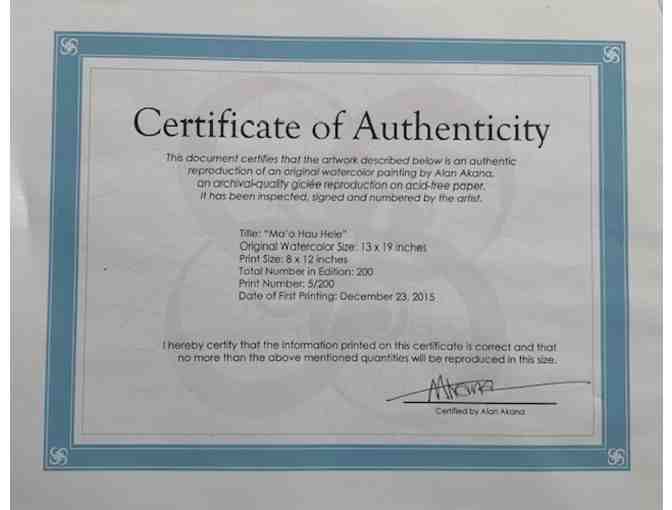 Certificate of Authenticity
This document certifies that the artwork described below is an authentic
reproduction of an original watercolor painting by Alan Akana,
an archival-quality giclée reproduction on acid-free paper.
It has been inspected, signed and numbered by the artist.
Title: "Ma'o Hau Hele"
Original Watercolor Size: 13 x 19 inches
Print Size: 8 x 12 inches
Total Number in Edition: 200
Print Number: 5/200
Date of First Printing: December 23, 2015
I hereby certify that the information printed on this certificate is correct and that
no more than the above mentioned quantities will be reproduced in this size.
Certified by Alan Akana